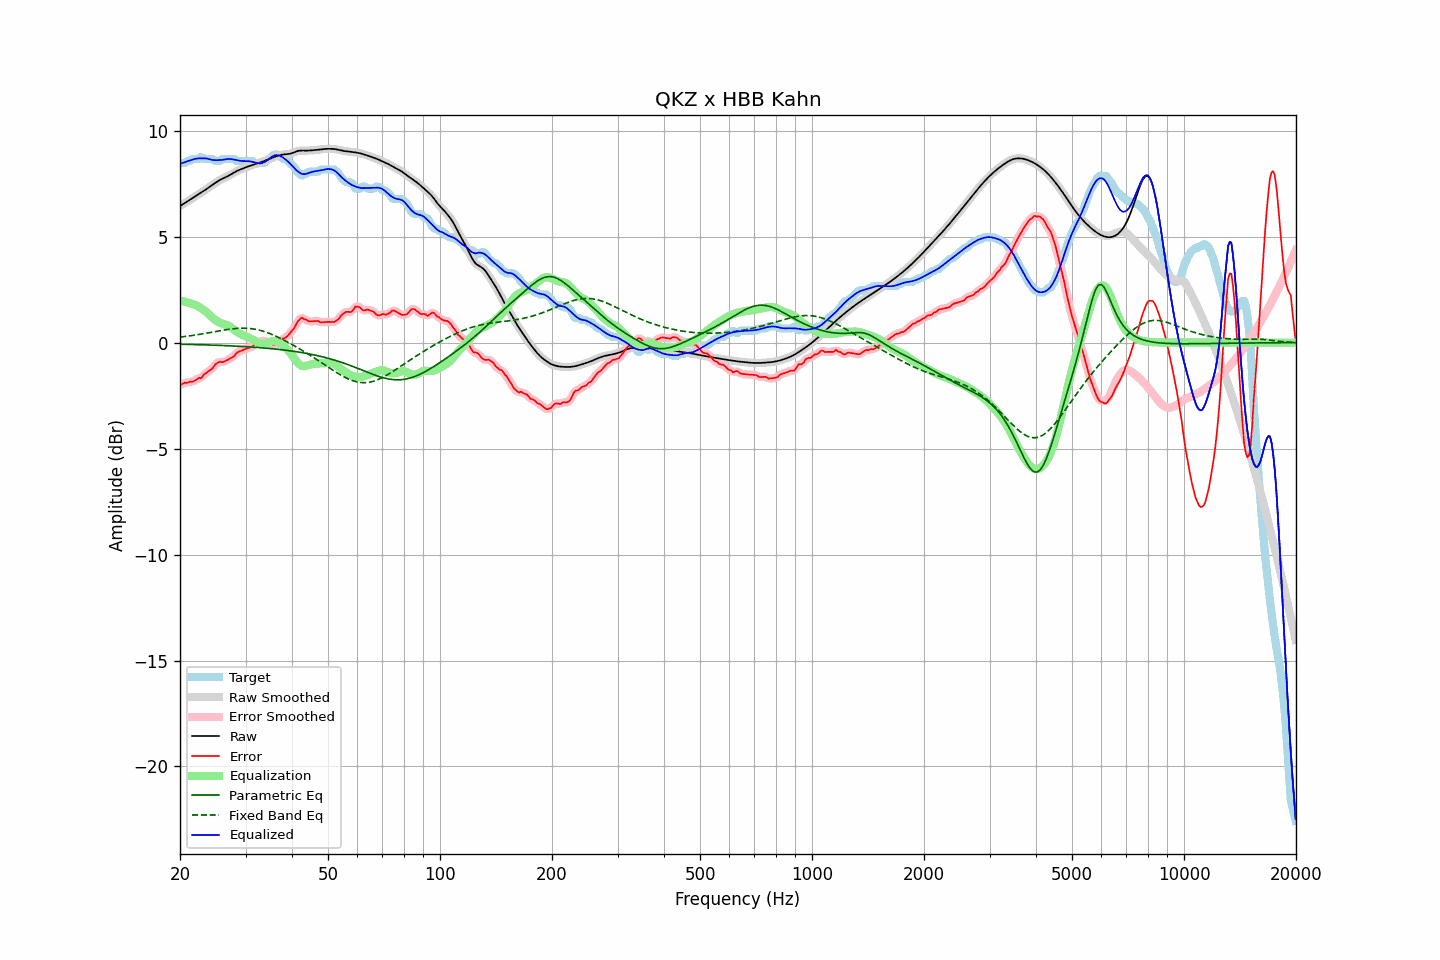 QKZ x HBB Kahn
10
5
0
−5
−10
−15
−20
Amplitude (dBr)
Target
Raw Smoothed
Error Smoothed
Raw
Error
Equalization
Parametric Eq
Fixed Band Eq
Equalized
20 50 100 200 500 1000 2000 5000 10000 20000
Frequency (Hz)